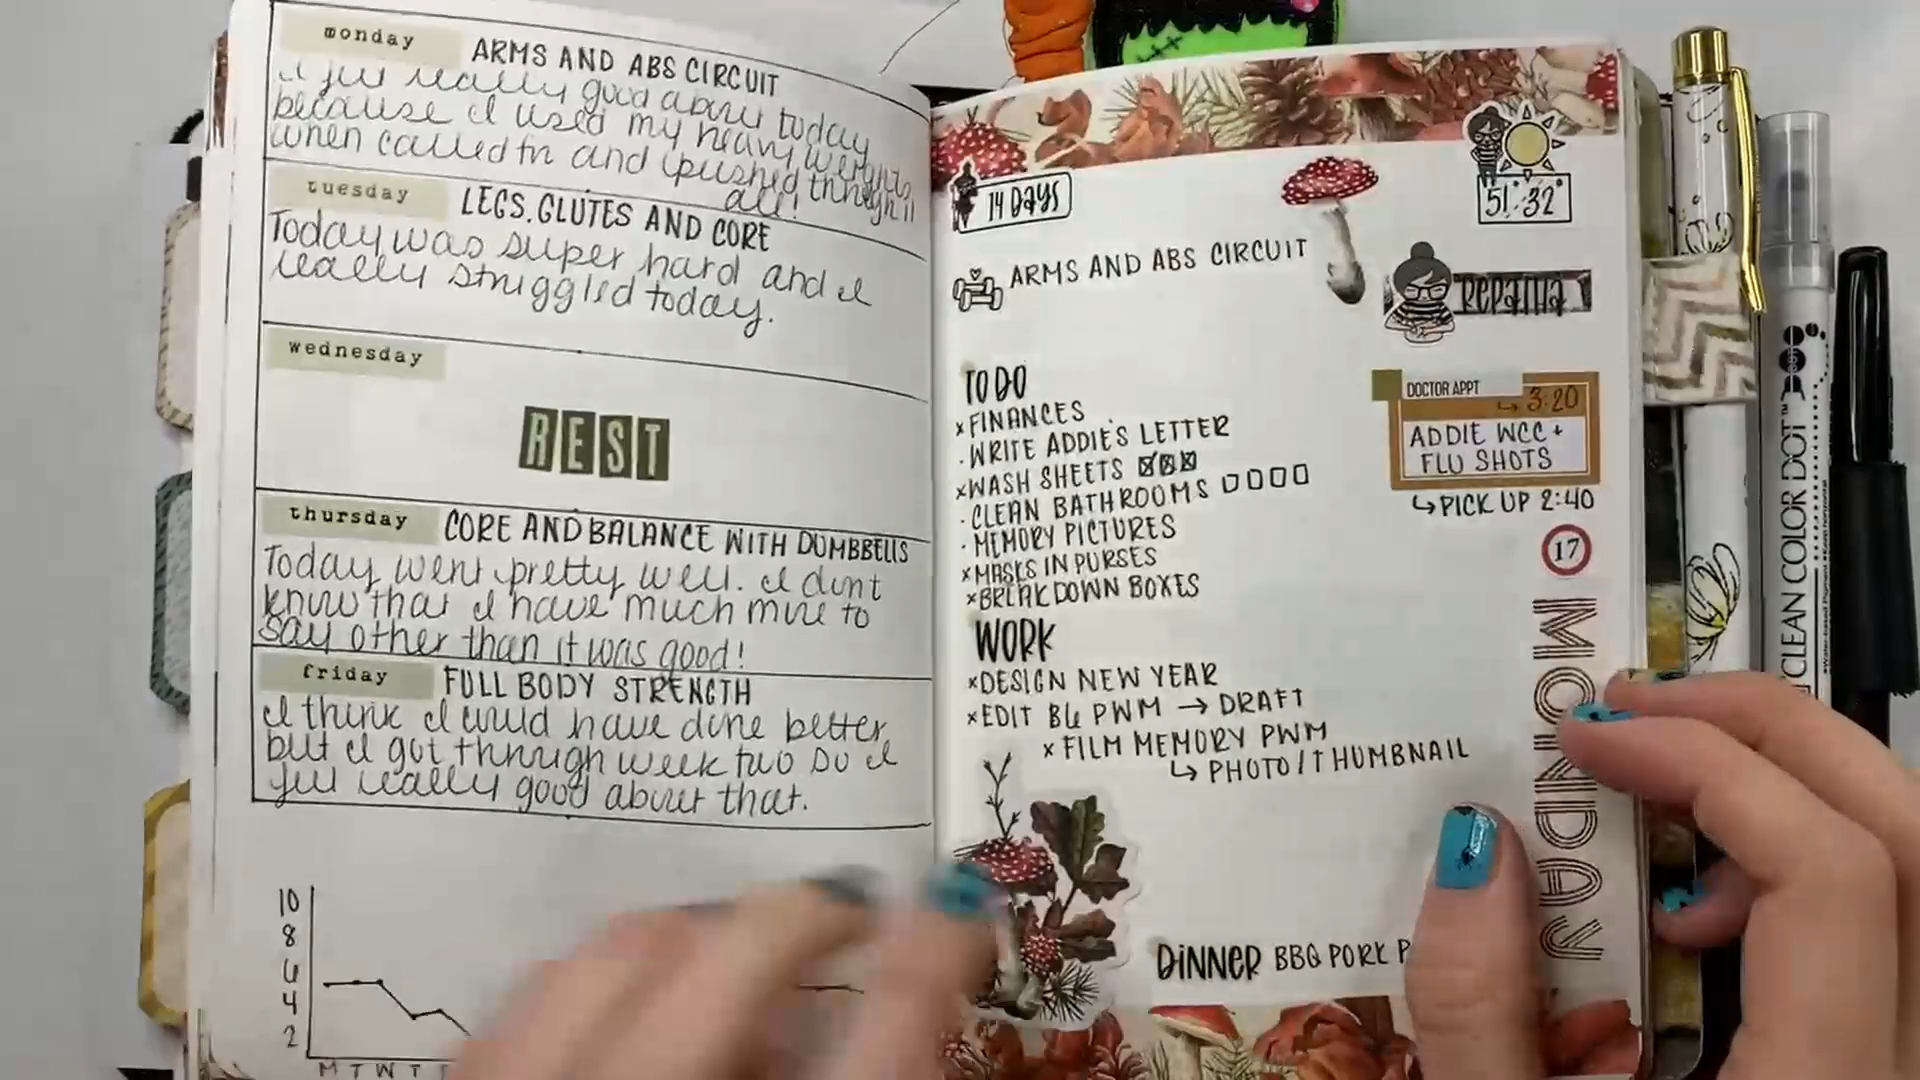 monday
ARMS AND ABS CIRCUIT
I felt really good about today
because I used my heavy weights
when called for and I pushed through it
all!
tuesday
LEGS, GLUTES AND CORE
Today was super hard and I
really struggled today.
wednesday
REST
thursday
CORE AND BALANCE WITH DUMBBELLS
Today went pretty well. I dont
know that I have much more to
say other than it was good!
friday
FULL BODY STRENGTH
I think I could have done better
but I got through week two so I
feel really good about that.
10
8
6
4
2
M T W T
14 DAYS
51° 32°
ARMS AND ABS CIRCUIT
REPATHA
TO DO
x FINANCES
· WRITE ADDIE'S LETTER
x WASH SHEETS
· CLEAN BATHROOMS
· MEMORY PICTURES
x MASKS IN PURSES
x BREAK DOWN BOXES
DOCTOR APPT
↳ 3:20
ADDIE WCC +
FLU SHOTS
↳ PICK UP 2:40
17
MONDAY
WORK
x DESIGN NEW YEAR
x EDIT B6 PWM → DRAFT
x FILM MEMORY PWM
↳ PHOTO/THUMBNAIL
DINNER BBQ PORK P
CLEAN COLOR DOT™